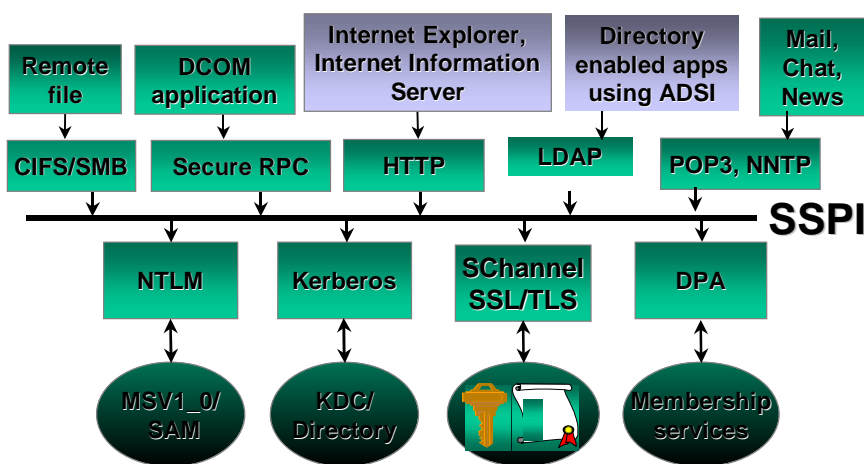 Remote
file
DCOM
application
Internet Explorer,
Internet Information
Server
Directory
enabled apps
using ADSI
Mail,
Chat,
News
CIFS/SMB
Secure RPC
HTTP
LDAP
POP3, NNTP
SSPI
NTLM
Kerberos
SChannel
SSL/TLS
DPA
MSV1_0/
SAM
KDC/
Directory
Membership
services